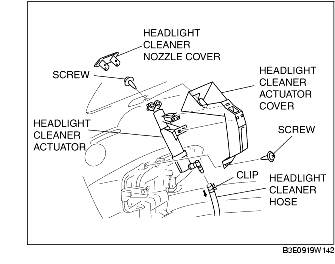 HEADLIGHT
CLEANER
NOZZLE COVER
SCREW
HEADLIGHT
CLEANER
ACTUATOR
COVER
HEADLIGHT
CLEANER
ACTUATOR
SCREW
CLIP
HEADLIGHT
CLEANER
HOSE
B3E0919W142